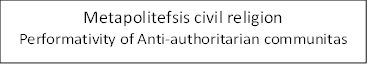 Metapolitefsis civil religion
Performativity of Anti-authoritarian communitas